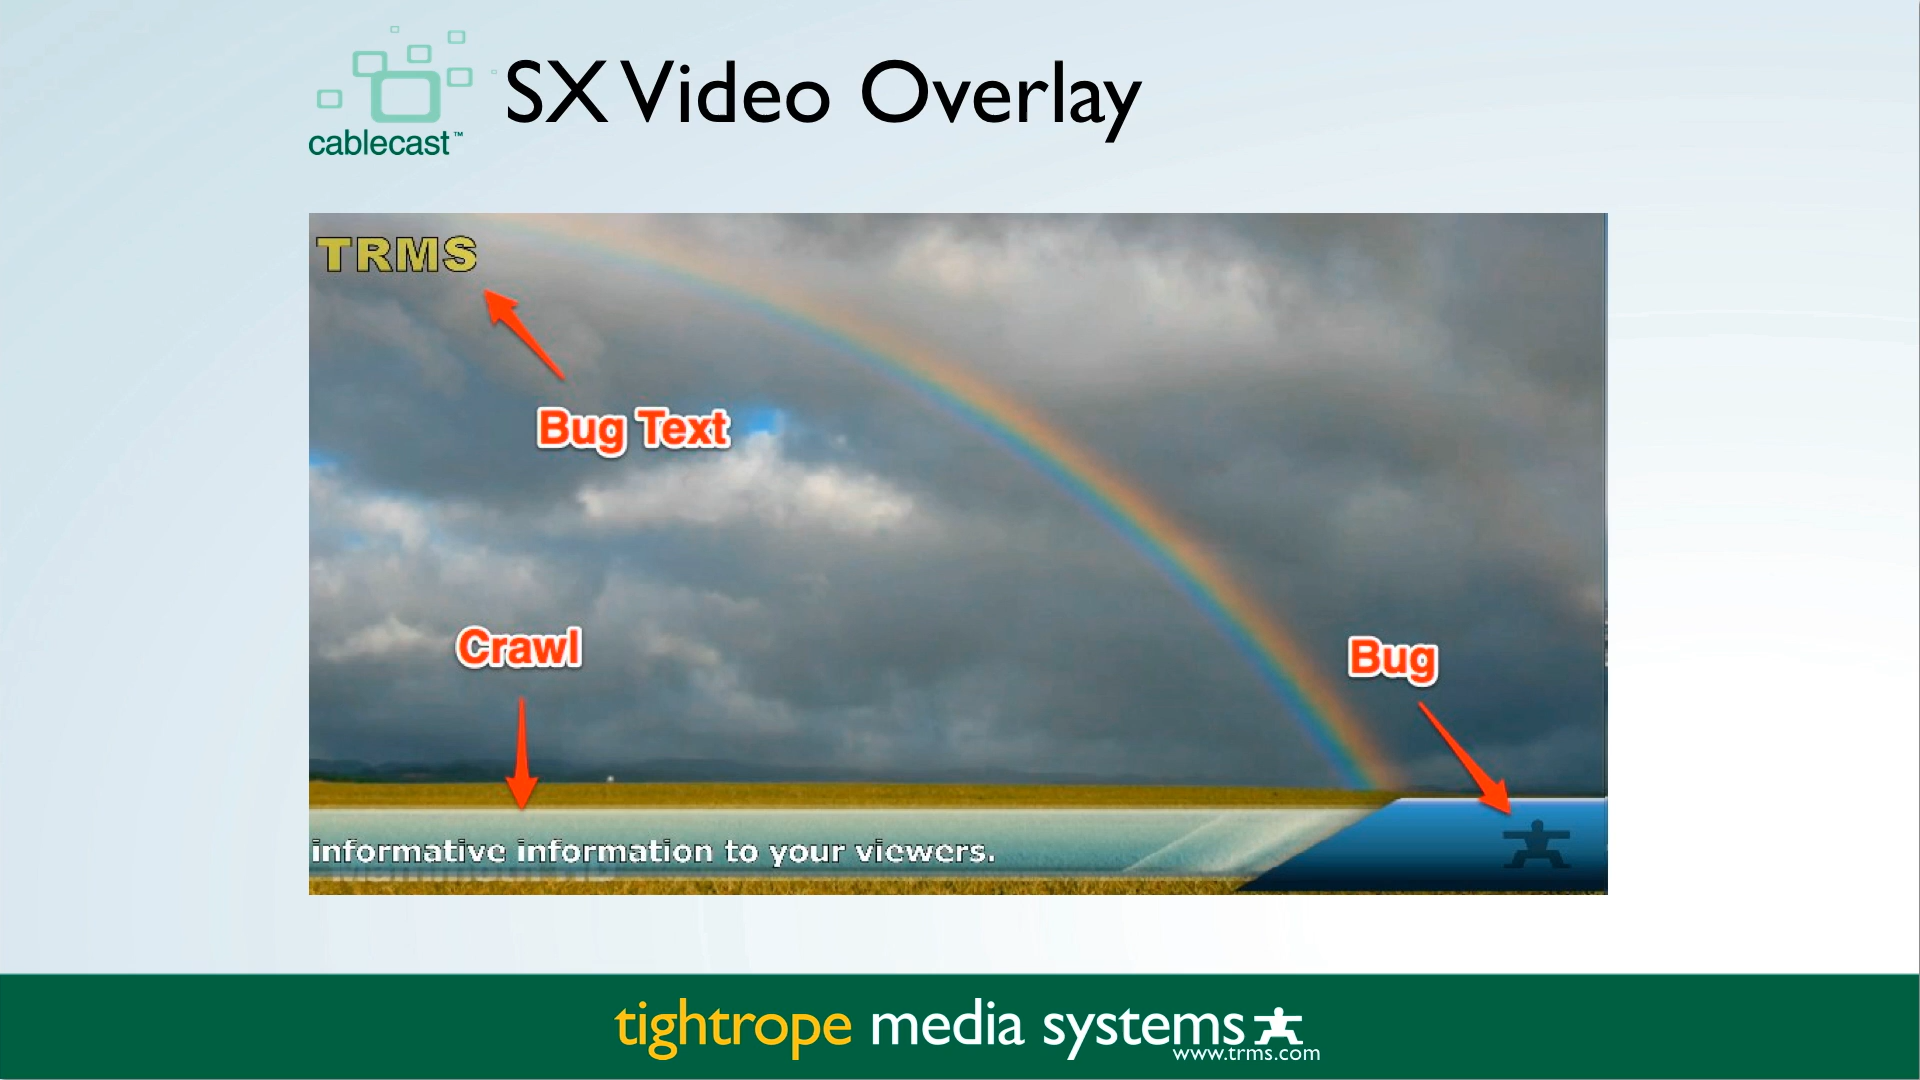 cablecast™
SX Video Overlay
TRMS
Bug Text
Crawl
Bug
informative information to your viewers.
tightrope media systems
www.trms.com